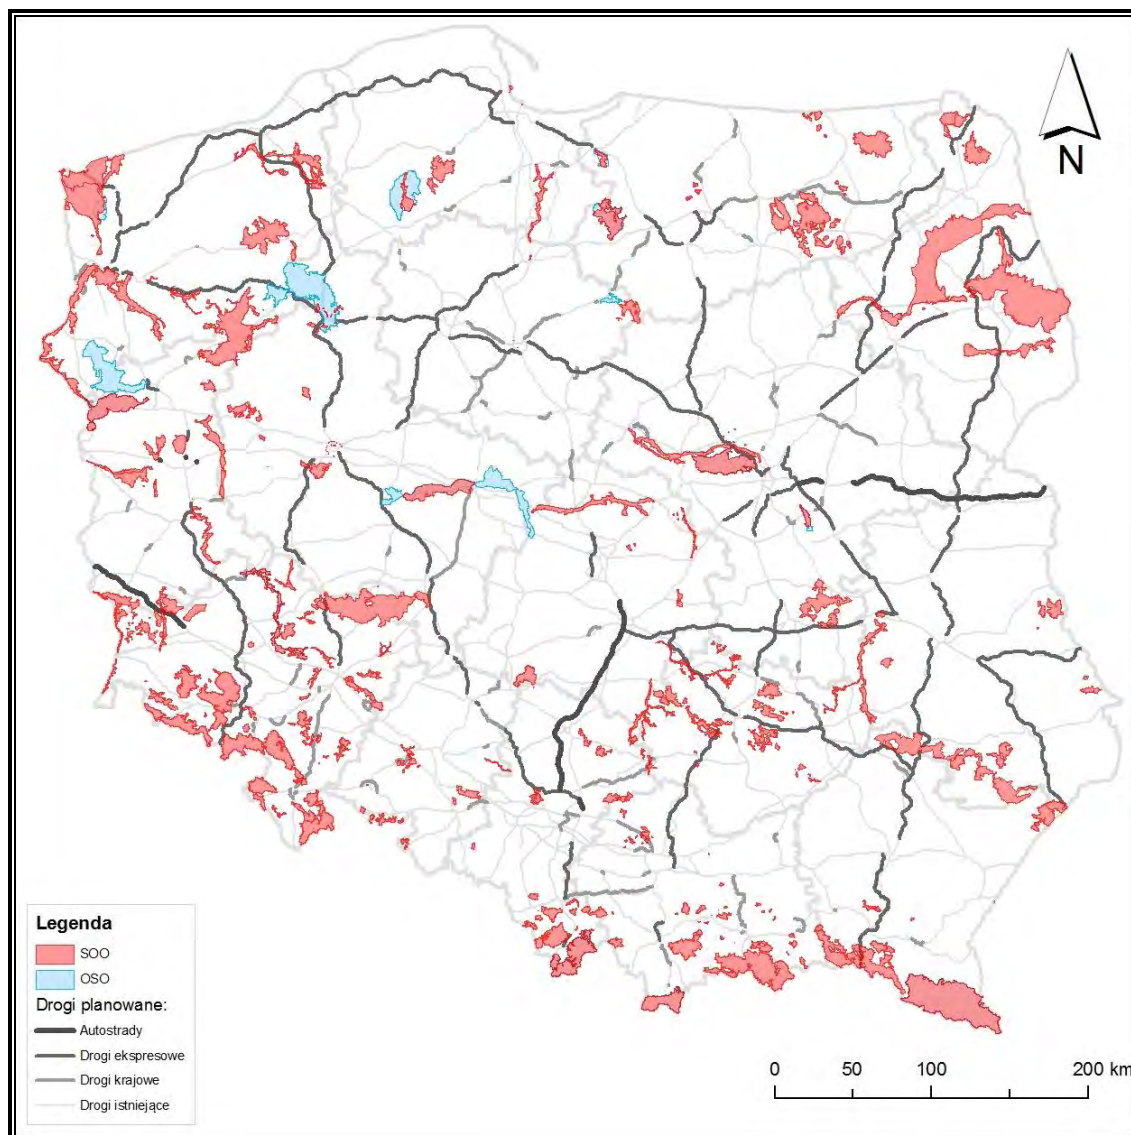 N
Legenda
SOO
OSO
Drogi planowane:
Autostrady
Drogi ekspresowe
Drogi krajowe
Drogi istniejące
0 50 100 200 km